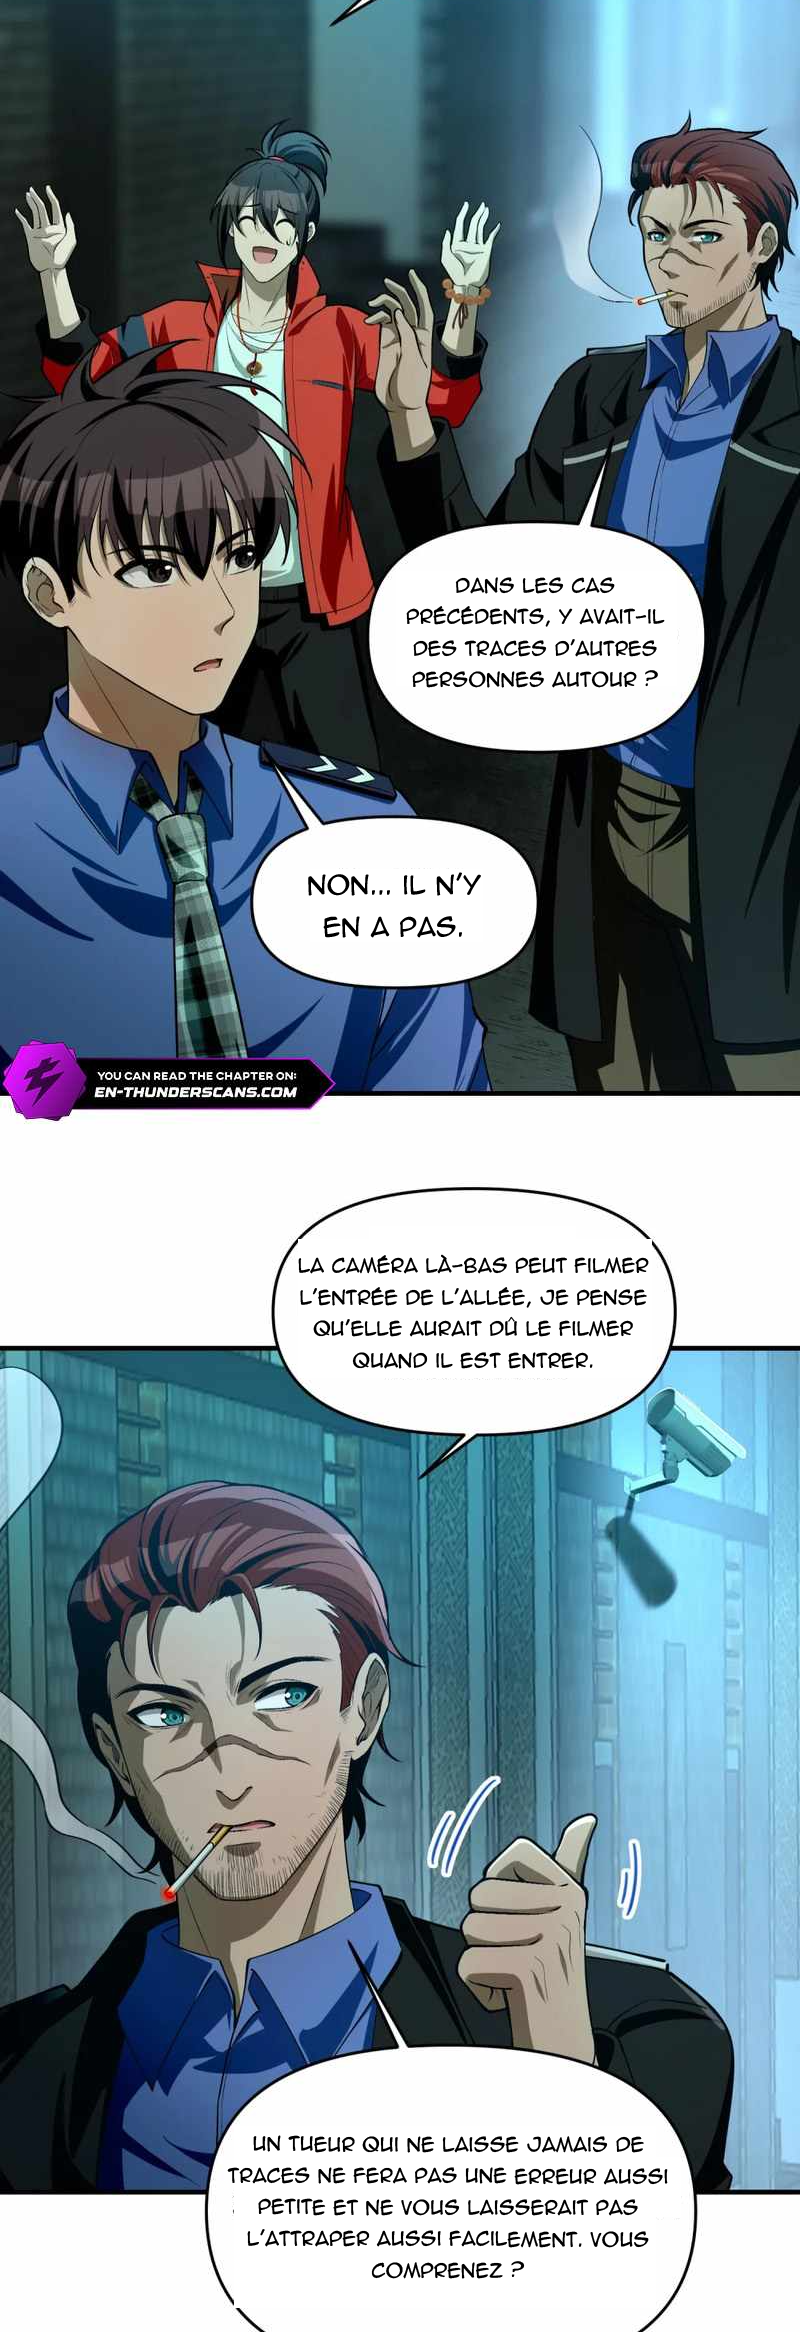 DANS LES CAS
PRÉCÉDENTS, Y AVAIT-IL
DES TRACES D'AUTRES
PERSONNES AUTOUR ?
NON... IL N'Y
EN A PAS.
YOU CAN READ THE CHAPTER ON:
EN-THUNDERSCANS.COM
LA CAMÉRA LÀ-BAS PEUT FILMER
L'ENTRÉE DE L'ALLÉE, JE PENSE
QU'ELLE AURAIT DÛ LE FILMER
QUAND IL EST ENTRER.
UN TUEUR QUI NE LAISSE JAMAIS DE
TRACES NE FERA PAS UNE ERREUR AUSSI
PETITE ET NE VOUS LAISSERAIT PAS
L'ATTRAPER AUSSI FACILEMENT. VOUS
COMPRENEZ ?